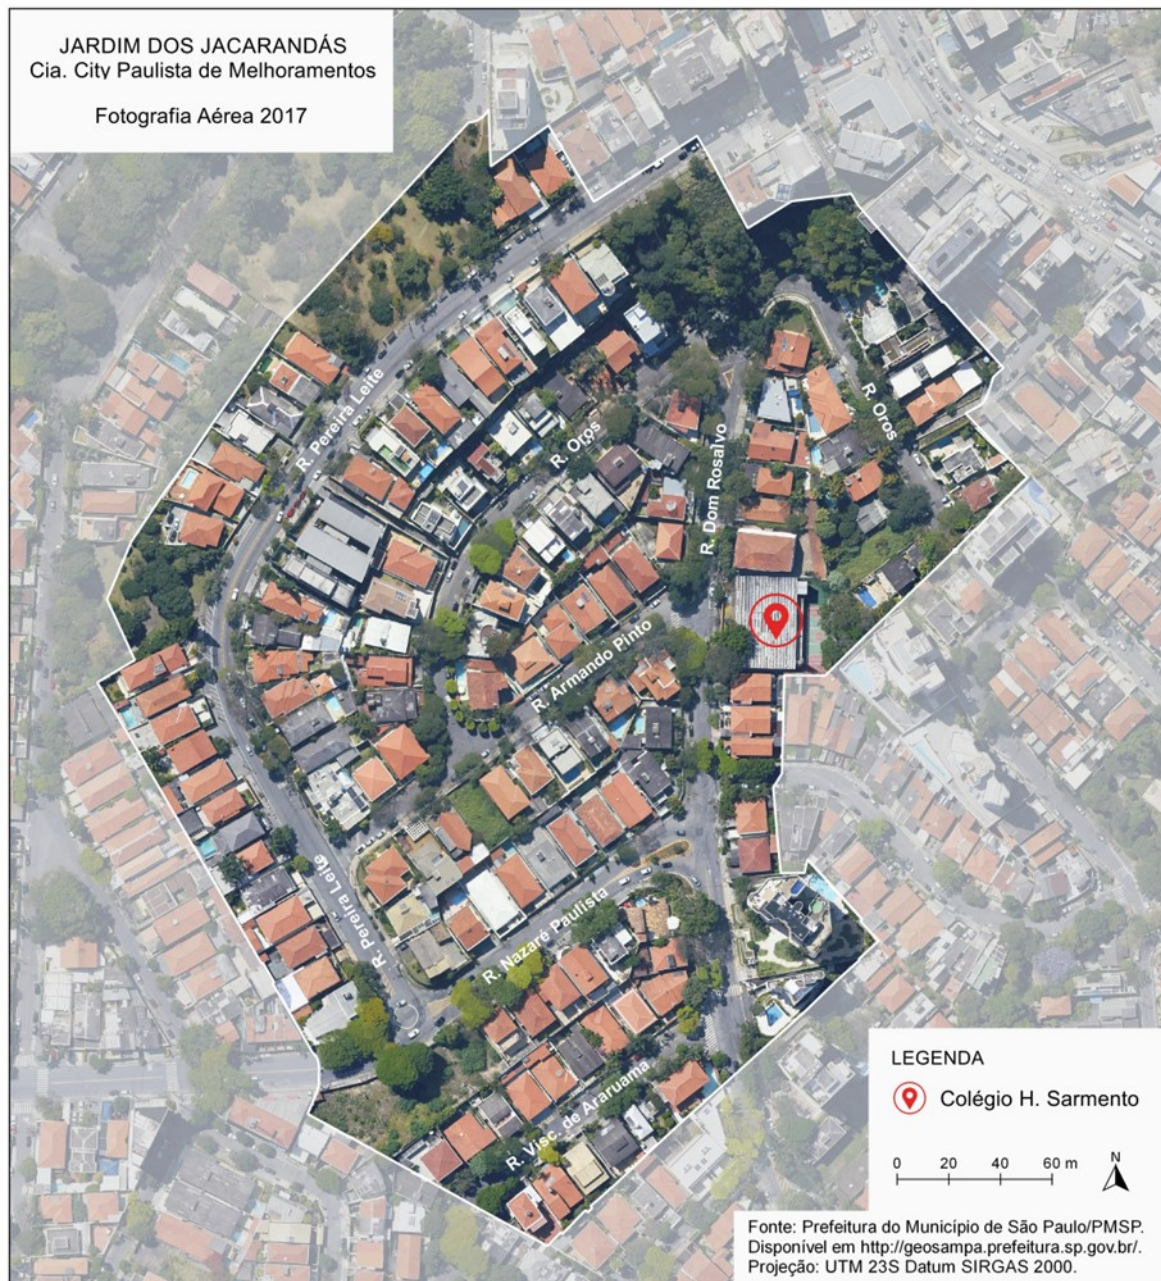 JARDIM DOS JACARANDÁS
Cia. City Paulista de Melhoramentos
Fotografia Aérea 2017
R. Pereira Leite
R. Oros
R. Oros
R. Dom Rosalvo
R. Armando Pinto
R. Pereira Leite
R. Nazaré Paulista
R. Visc. de Araruama
LEGENDA
Colégio H. Sarmento
0 20 40 60 m
N
Fonte: Prefeitura do Município de São Paulo/PMSP.
Disponível em http://geosampa.prefeitura.sp.gov.br/.
Projeção: UTM 23S Datum SIRGAS 2000.